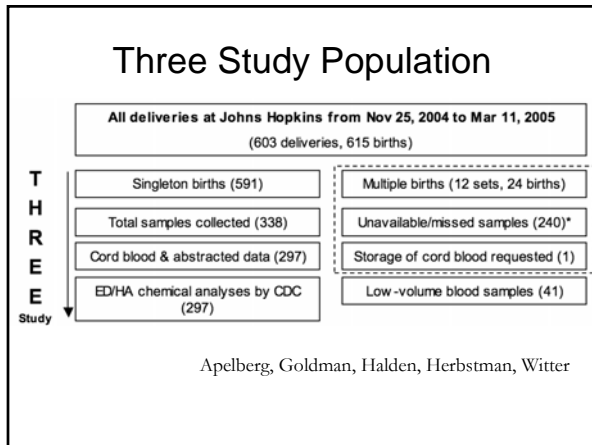 Three Study Population
All deliveries at Johns Hopkins from Nov 25, 2004 to Mar 11, 2005
(603 deliveries, 615 births)
T
H
R
E
E
Study
Singleton births (591)
Multiple births (12 sets, 24 births)
Total samples collected (338)
Unavailable/missed samples (240)*
Cord blood & abstracted data (297)
Storage of cord blood requested (1)
ED/HA chemical analyses by CDC
(297)
Low-volume blood samples (41)
Apelberg, Goldman, Halden, Herbstman, Witter